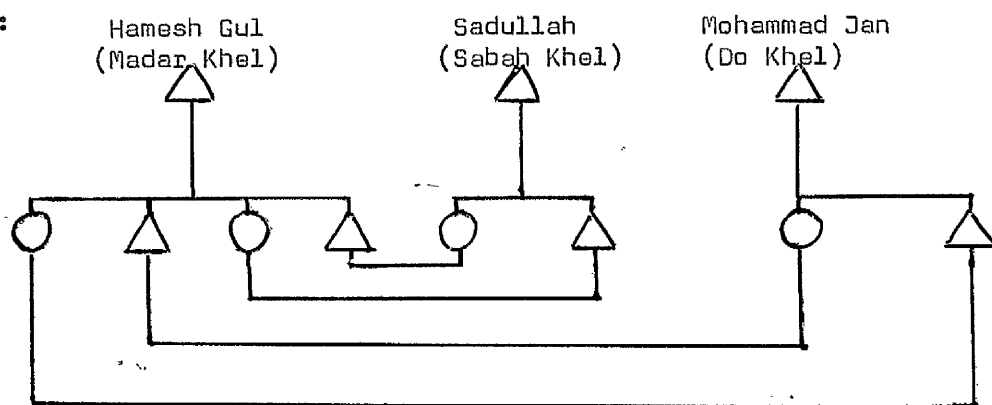 :
Hamesh Gul
(Madar Khel)
Sadullah
(Sabah Khel)
Mohammad Jan
(Do Khel)